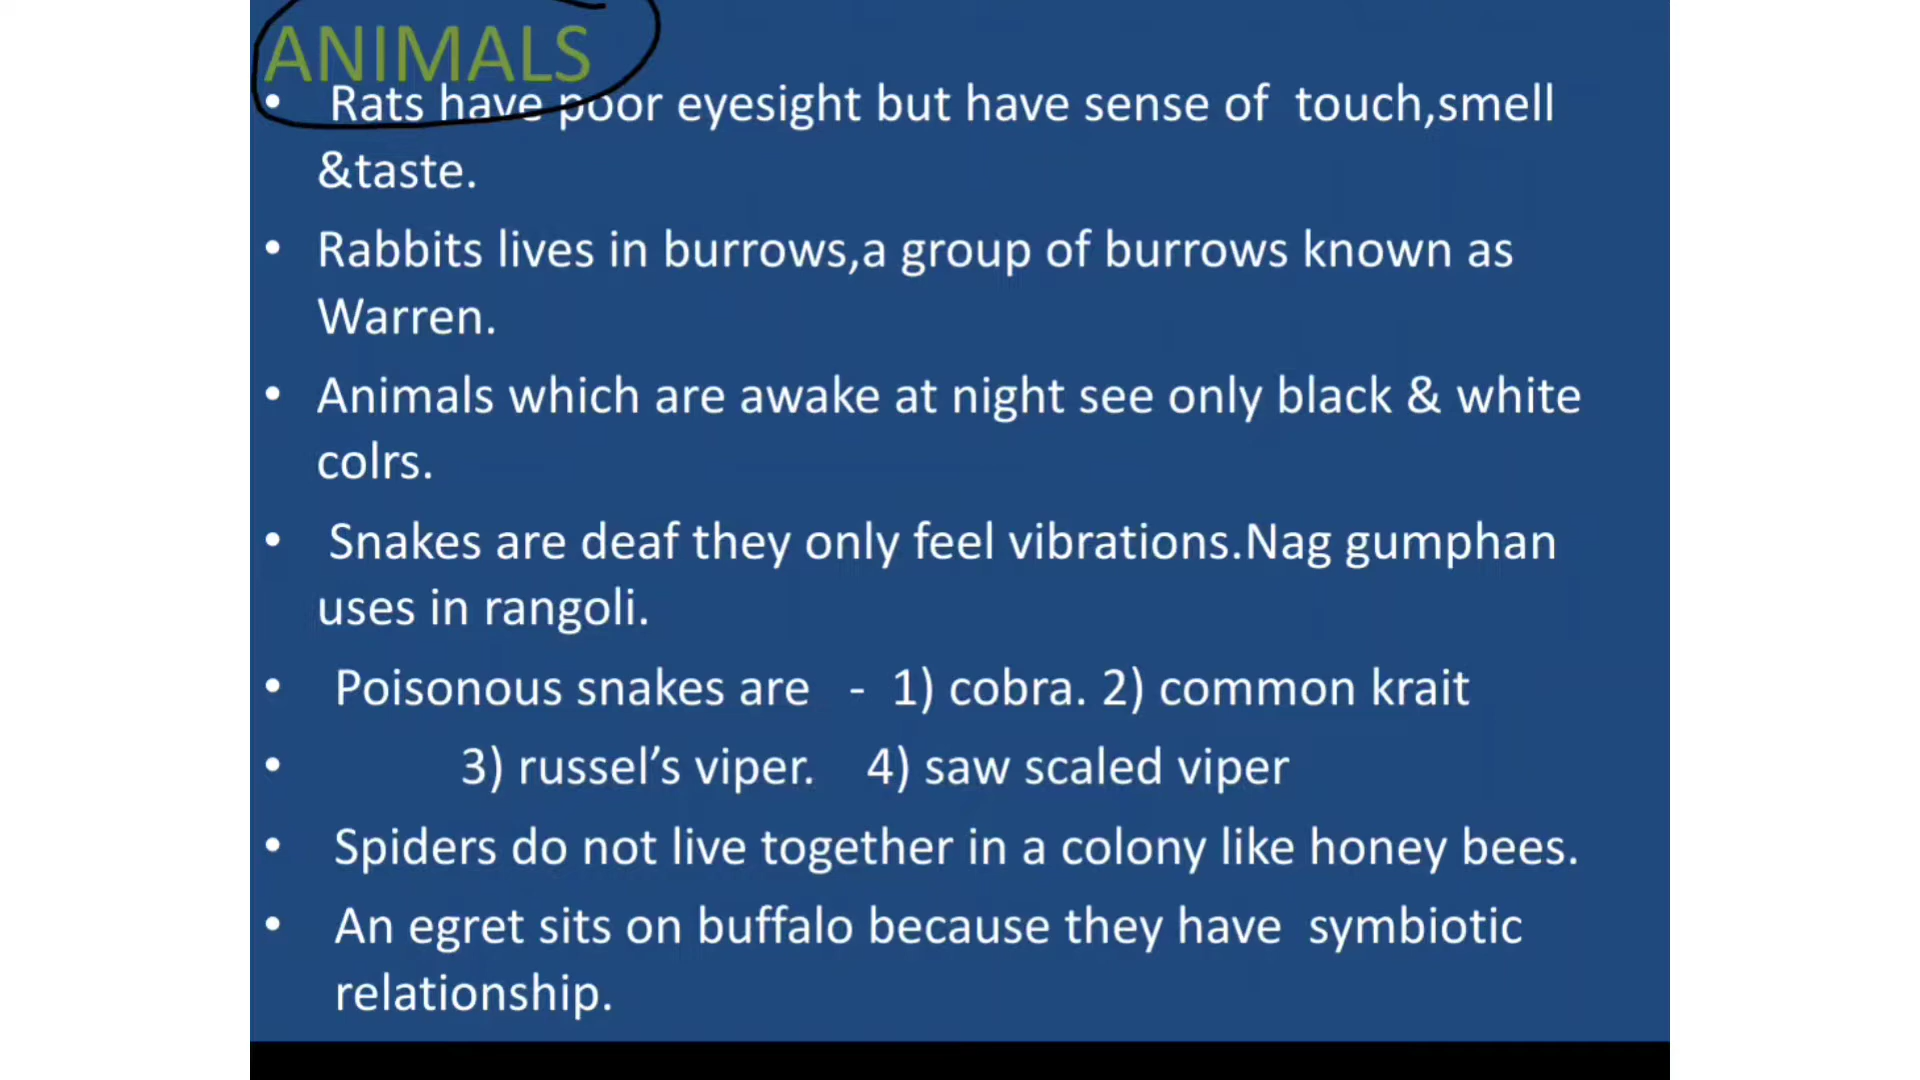 ANIMALS
• Rats have poor eyesight but have sense of touch,smell
&taste.
• Rabbits lives in burrows,a group of burrows known as
Warren.
• Animals which are awake at night see only black & white
colrs.
• Snakes are deaf they only feel vibrations.Nag gumphan
uses in rangoli.
• Poisonous snakes are - 1) cobra. 2) common krait
• 3) russel’s viper. 4) saw scaled viper
• Spiders do not live together in a colony like honey bees.
• An egret sits on buffalo because they have symbiotic
relationship.